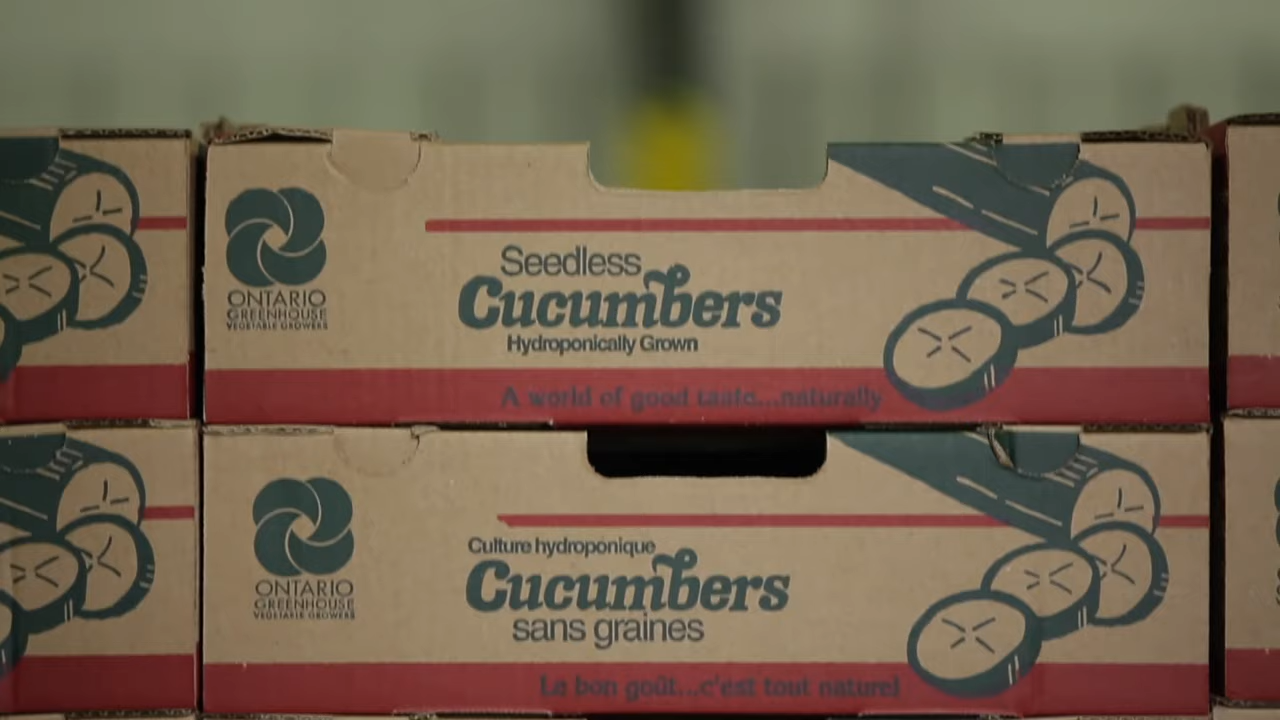 ONTARIO
GREENHOUSE
VEGETABLE GROWERS
Seedless
Cucumbers
Hydroponically Grown
A world of good taste...naturally
ONTARIO
GREENHOUSE
VEGETABLE GROWERS
Culture hydroponique
Cucumbers
sans graines
Le bon goût...c'est tout naturel